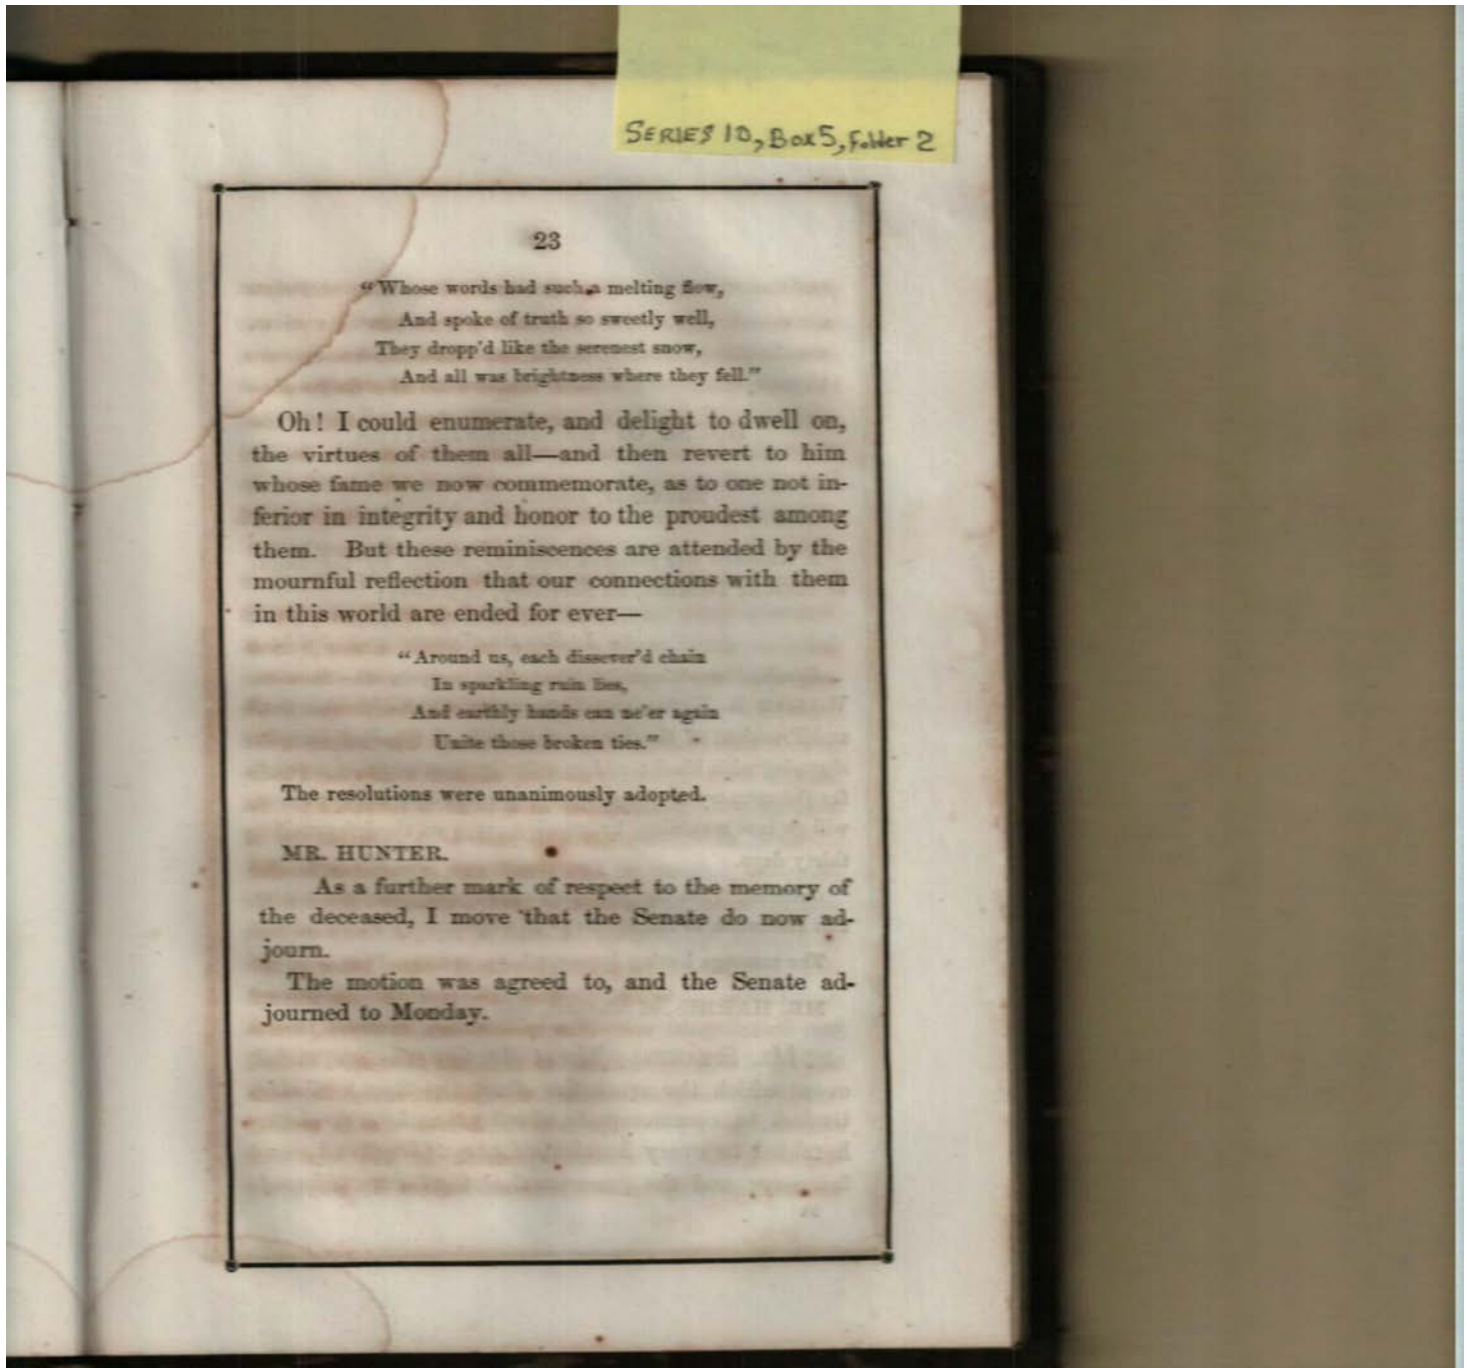 SERIES 10, Box 5, Folder 2
23
"Whose words had such a melting flow,
And spoke of truth so sweetly well,
They dropp'd like the serenest snow,
And all was brightness where they fell."
Oh! I could enumerate, and delight to dwell on,
the virtues of them all—and then revert to him
whose fame we now commemorate, as to one not in-
ferior in integrity and honor to the proudest among
them. But these reminiscences are attended by the
mournful reflection that our connections with them
in this world are ended for ever—
"Around us, each dissever'd chain
In sparkling ruin lies,
And earthly hands can ne'er again
Unite those broken ties."
The resolutions were unanimously adopted.
MR. HUNTER.
As a further mark of respect to the memory of
the deceased, I move that the Senate do now ad-
journ.
The motion was agreed to, and the Senate ad-
journed to Monday.